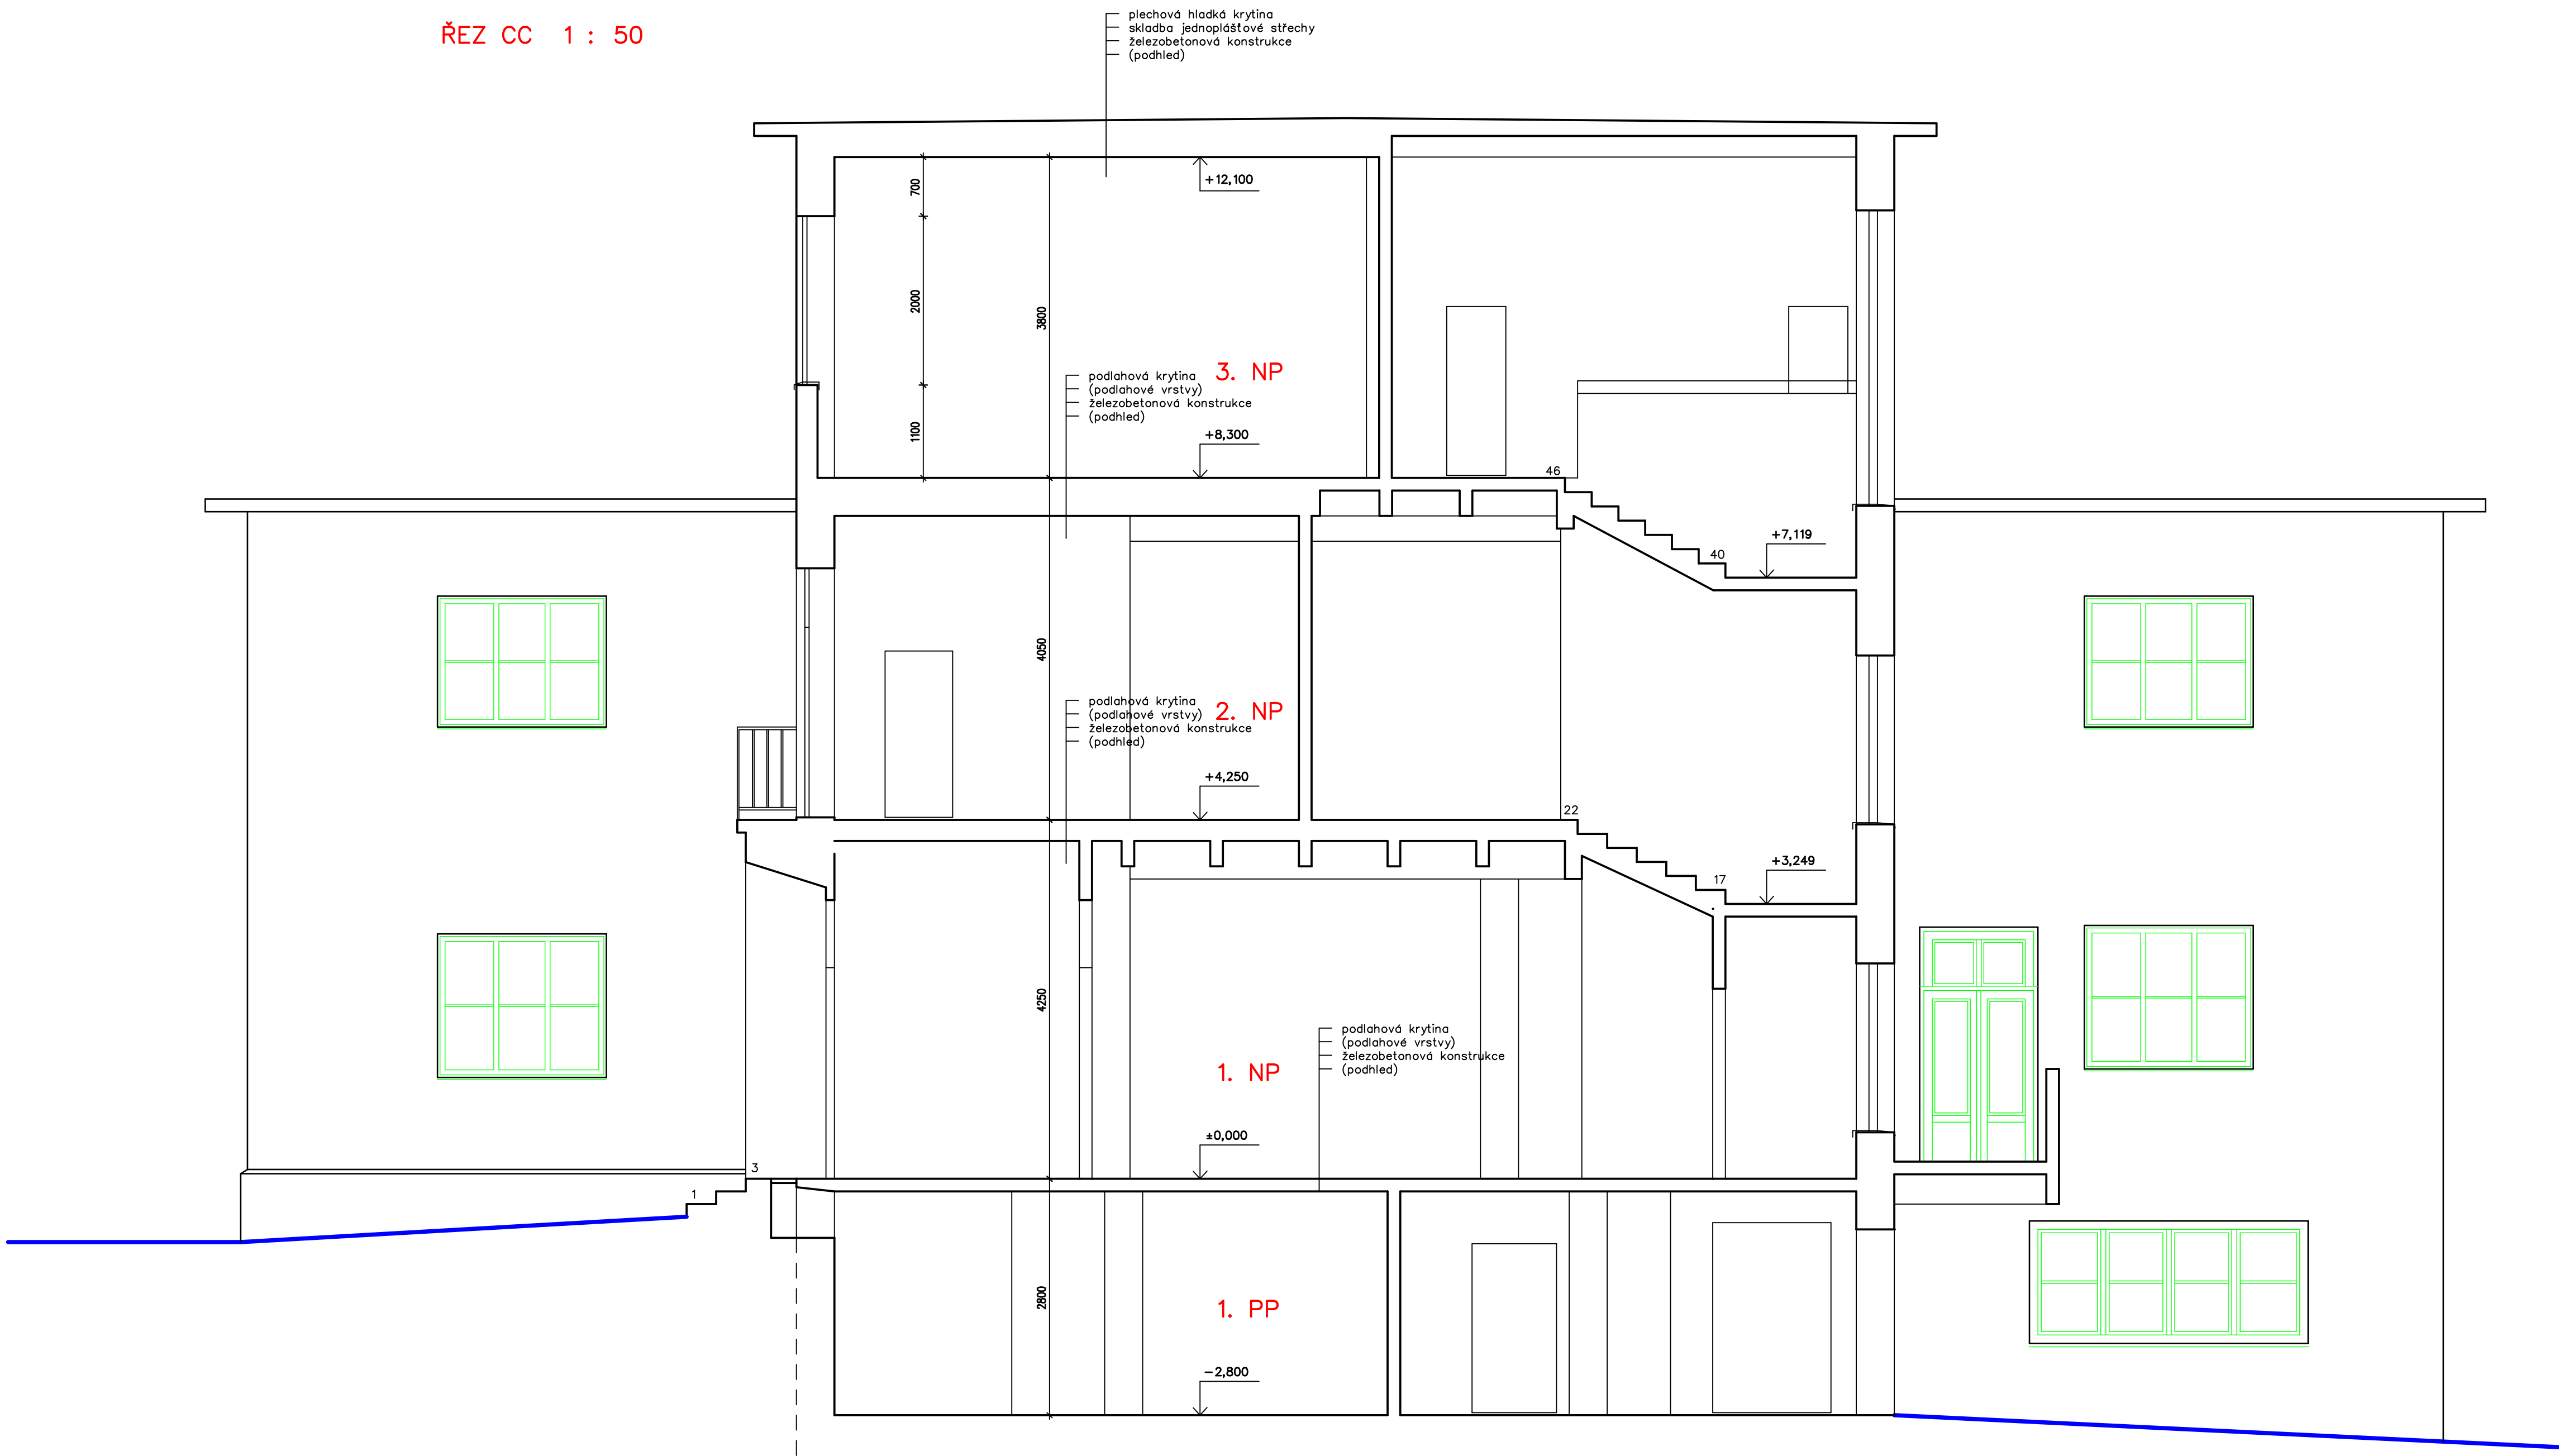 ŘEZ CC 1 : 50
plechová hladká krytina
skladba jednoplášťové střechy
železobetonová konstrukce
(podhled)
+12,100
700
2000
3800
1100
3. NP
podlahová krytina
(podlahové vrstvy)
železobetonová konstrukce
(podhled)
+8,300
46
40
+7,119
4050
2. NP
podlahová krytina
(podlahové vrstvy)
železobetonová konstrukce
(podhled)
+4,250
22
17
+3,249
4250
1. NP
podlahová krytina
(podlahové vrstvy)
železobetonová konstrukce
(podhled)
±0,000
3
1
2800
1. PP
-2,800